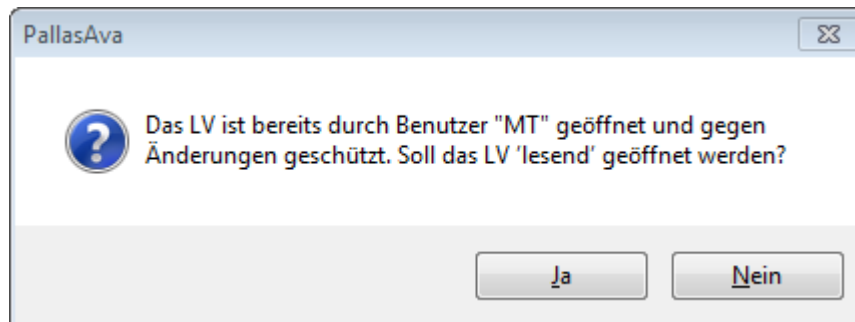 PallasAva
Das LV ist bereits durch Benutzer "MT" geöffnet und gegen
Änderungen geschützt. Soll das LV 'lesend' geöffnet werden?
Ja
Nein